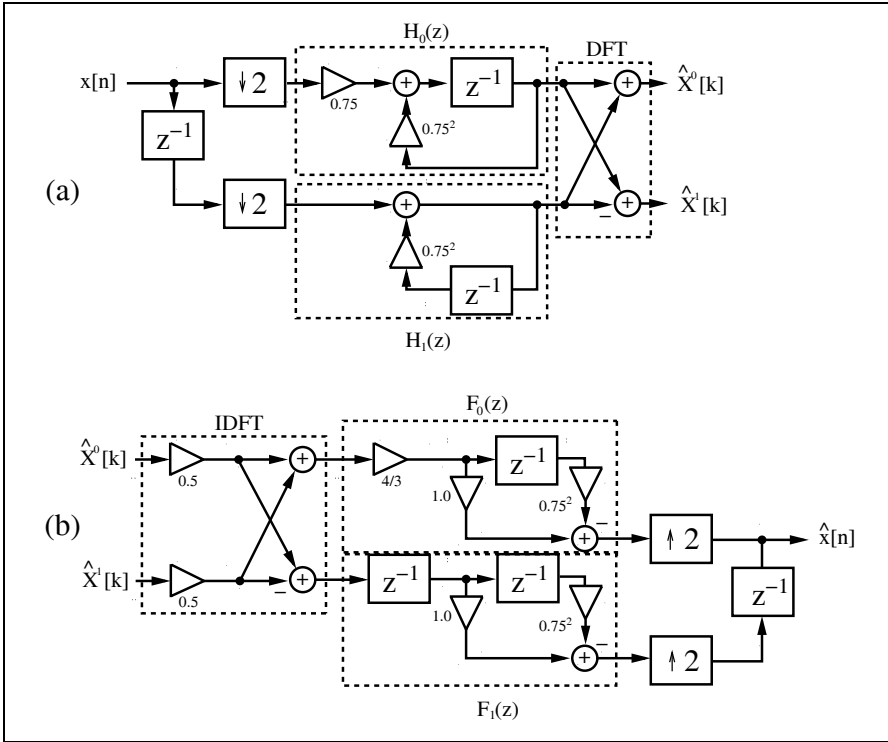 H₀(z)
DFT
x[n]
↓2
0.75
+
z⁻¹
+
X̂⁰[k]
0.75²
z⁻¹
(a)
↓2
+
−
+
X̂¹[k]
0.75²
z⁻¹
H₁(z)
IDFT
F₀(z)
X̂⁰[k]
0.5
+
4/3
z⁻¹
1.0
0.75²
(b)
−
+
↑2
x̂[n]
X̂¹[k]
0.5
−
+
z⁻¹
z⁻¹
z⁻¹
1.0
0.75²
−
+
↑2
F₁(z)